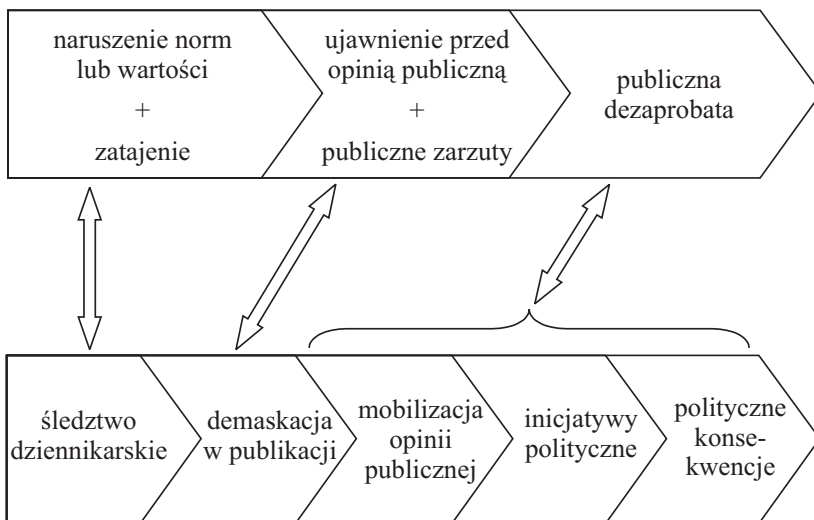 naruszenie norm
lub wartości
+
zatajenie
ujawnienie przed
opinią publiczną
+
publiczne zarzuty
publiczna
dezaprobata
śledztwo
dziennikarskie
demaskacja
w publikacji
mobilizacja
opinii
publicznej
inicjatywy
polityczne
polityczne
konse-
kwencje